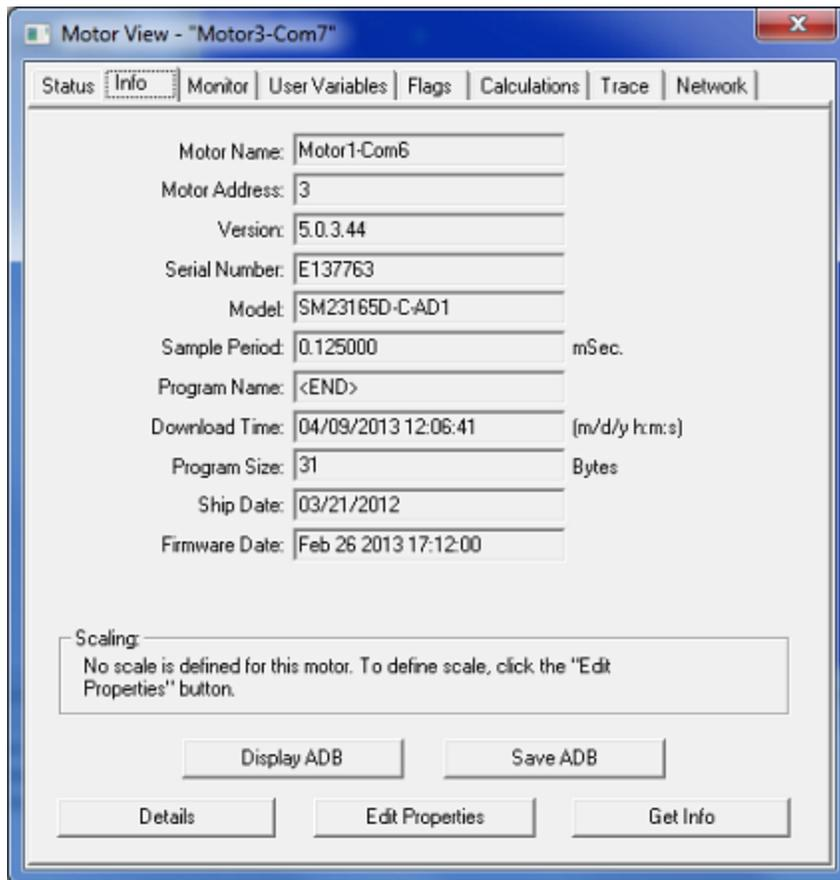 Motor View - "Motor3-Com7"
Status Info Monitor User Variables Flags Calculations Trace Network
Motor Name: Motor1-Com6
Motor Address: 3
Version: 5.0.3.44
Serial Number: E137763
Model: SM23165D-C-AD1
Sample Period: 0.125000 mSec.
Program Name: <END>
Download Time: 04/09/2013 12:06:41 (m/d/y h:m:s)
Program Size: 31 Bytes
Ship Date: 03/21/2012
Firmware Date: Feb 26 2013 17:12:00
Scaling:
No scale is defined for this motor. To define scale, click the "Edit
Properties" button.
Display ADB Save ADB
Details Edit Properties Get Info